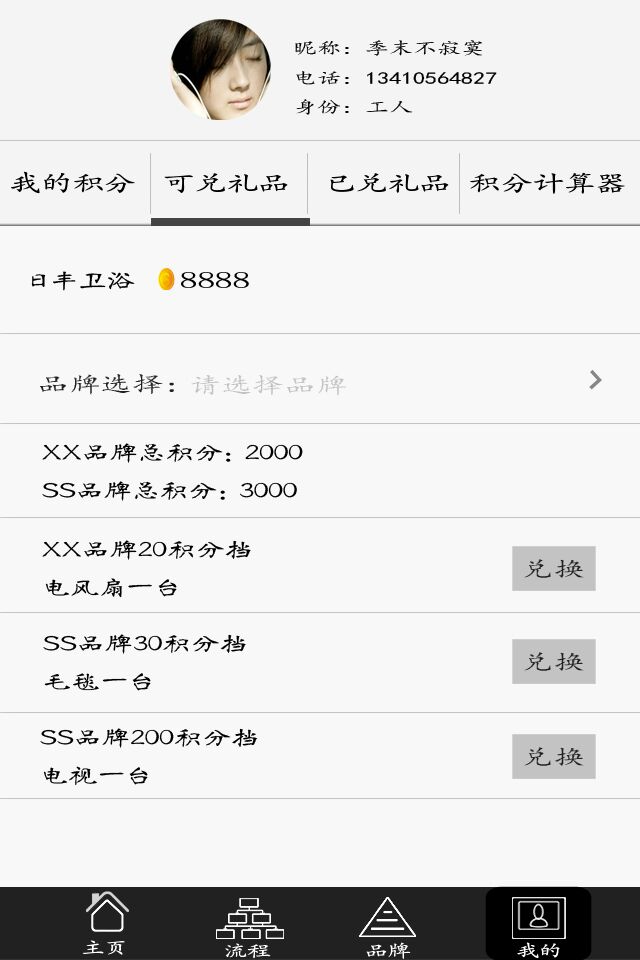 昵称：季末不寂寞
电话：13410564827
身份：工人
我的积分 可兑礼品 已兑礼品 积分计算器
日丰卫浴 8888
品牌选择：请选择品牌
XX品牌总积分：2000
SS品牌总积分：3000
XX品牌20积分挡
电风扇一台
兑换
SS品牌30积分挡
毛毯一台
兑换
SS品牌200积分挡
电视一台
兑换
主页 流程 品牌 我的